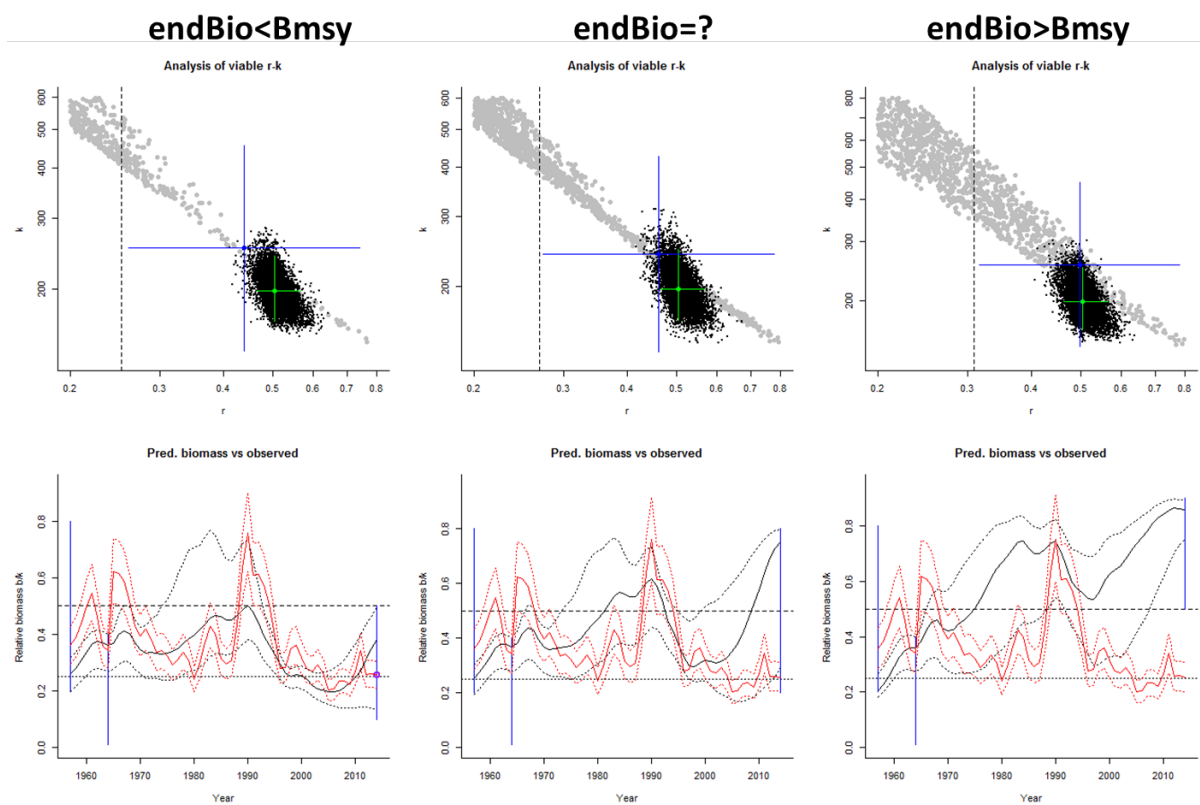 endBio<Bmsy
endBio=?
endBio>Bmsy
Analysis of viable r-k
Analysis of viable r-k
Analysis of viable r-k
k
600
500
400
300
200
0.2 0.3 0.4 0.5 0.6 0.7 0.8
r
k
600
500
400
300
200
0.2 0.3 0.4 0.5 0.6 0.7 0.8
r
k
800
600
500
400
300
200
0.2 0.3 0.4 0.5 0.6 0.7 0.8
r
Pred. biomass vs observed
Pred. biomass vs observed
Pred. biomass vs observed
Relative biomass b/k
0.8
0.6
0.4
0.2
0.0
1960 1970 1980 1990 2000 2010
Year
Relative biomass b/k
0.8
0.6
0.4
0.2
0.0
1960 1970 1980 1990 2000 2010
Year
Relative biomass b/k
0.8
0.6
0.4
0.2
0.0
1960 1970 1980 1990 2000 2010
Year